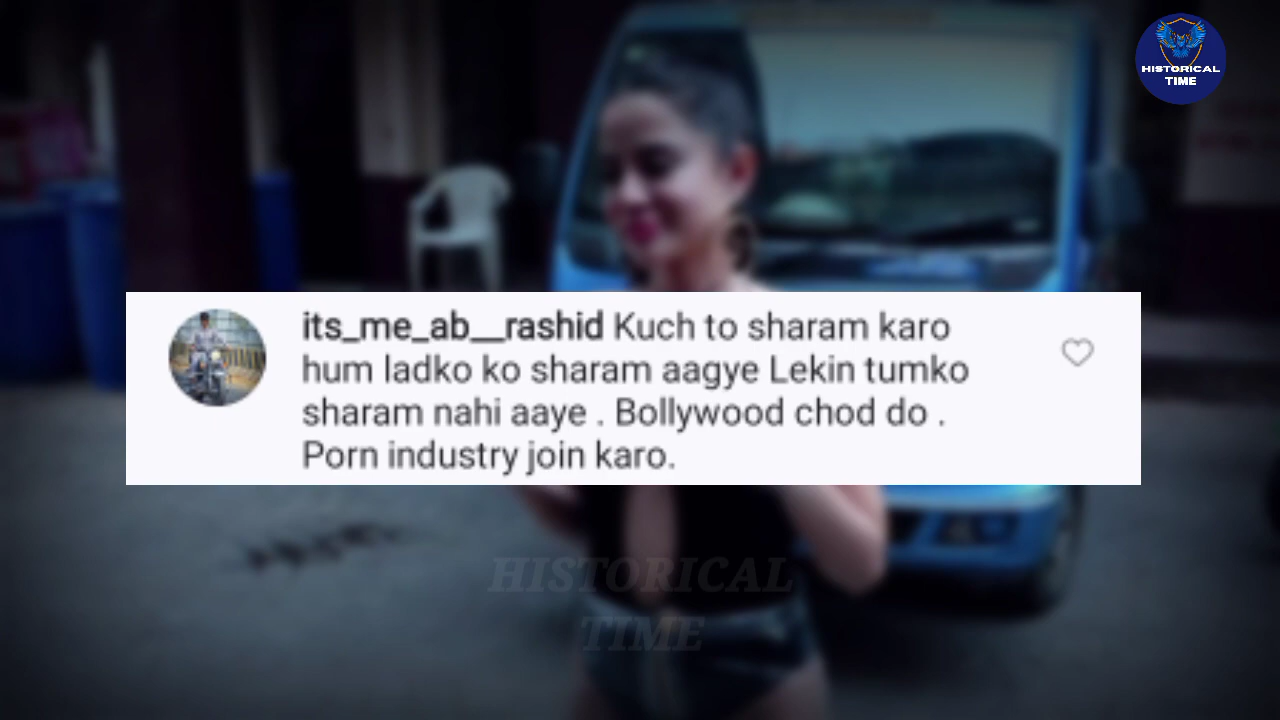 HISTORICAL
TIME
its_me_ab__rashid Kuch to sharam karo
hum ladko ko sharam aagye Lekin tumko
sharam nahi aaye . Bollywood chod do .
Porn industry join karo.
HISTORICAL
TIME